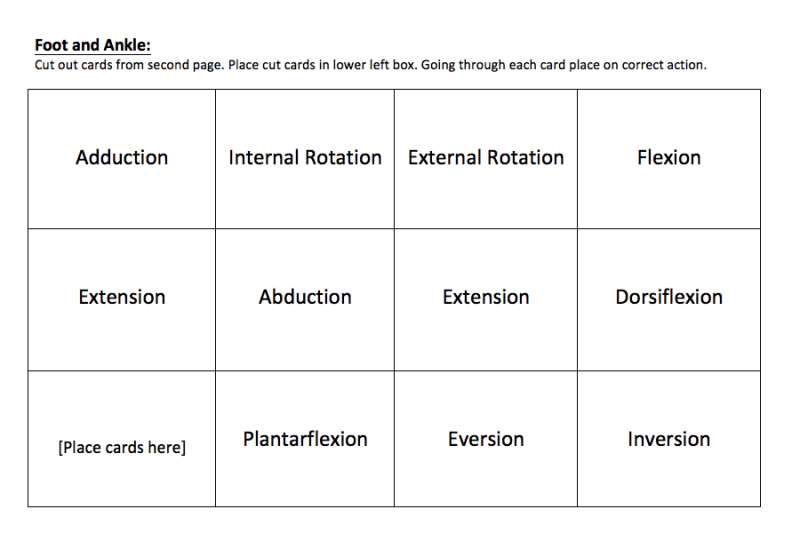 Foot and Ankle:
Cut out cards from second page. Place cut cards in lower left box. Going through each card place on correct action.
Adduction
Internal Rotation
External Rotation
Flexion
Extension
Abduction
Extension
Dorsiflexion
[Place cards here]
Plantarflexion
Eversion
Inversion